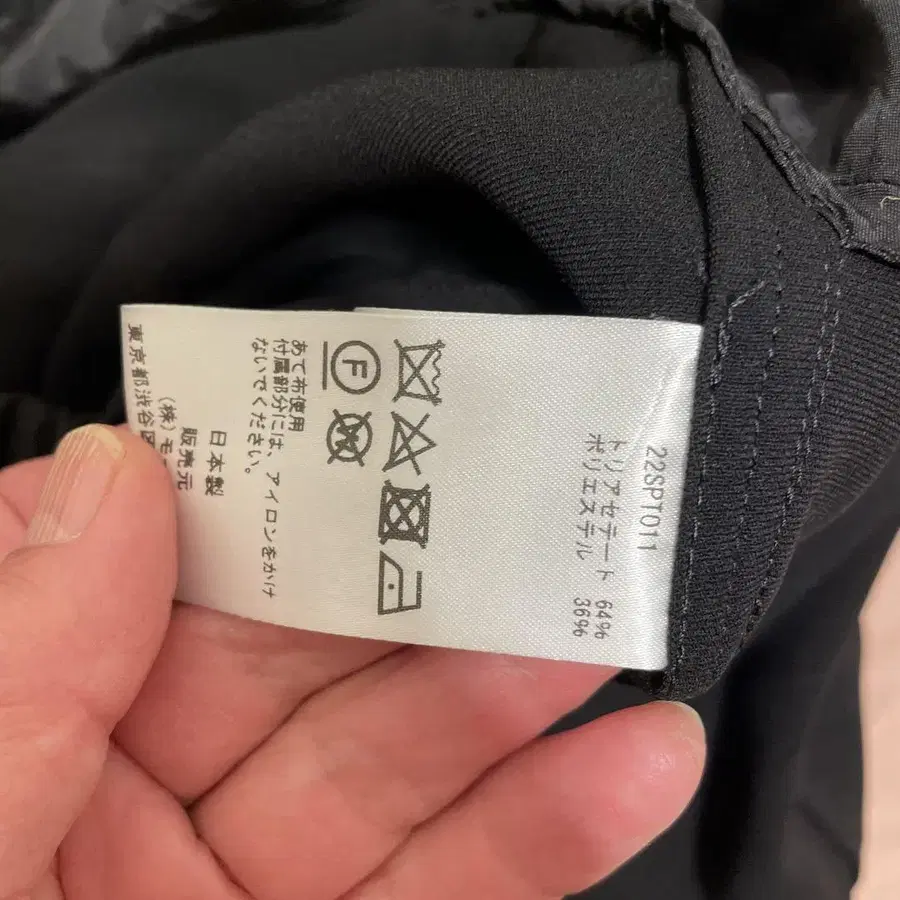 22SPT011
トリアセテート 64%
ポリエステル 36%
F
W
あて布使用
付属部分には、アイロンをかけ
ないでください。
日本製
販売元
(株)モ
東京都渋谷区